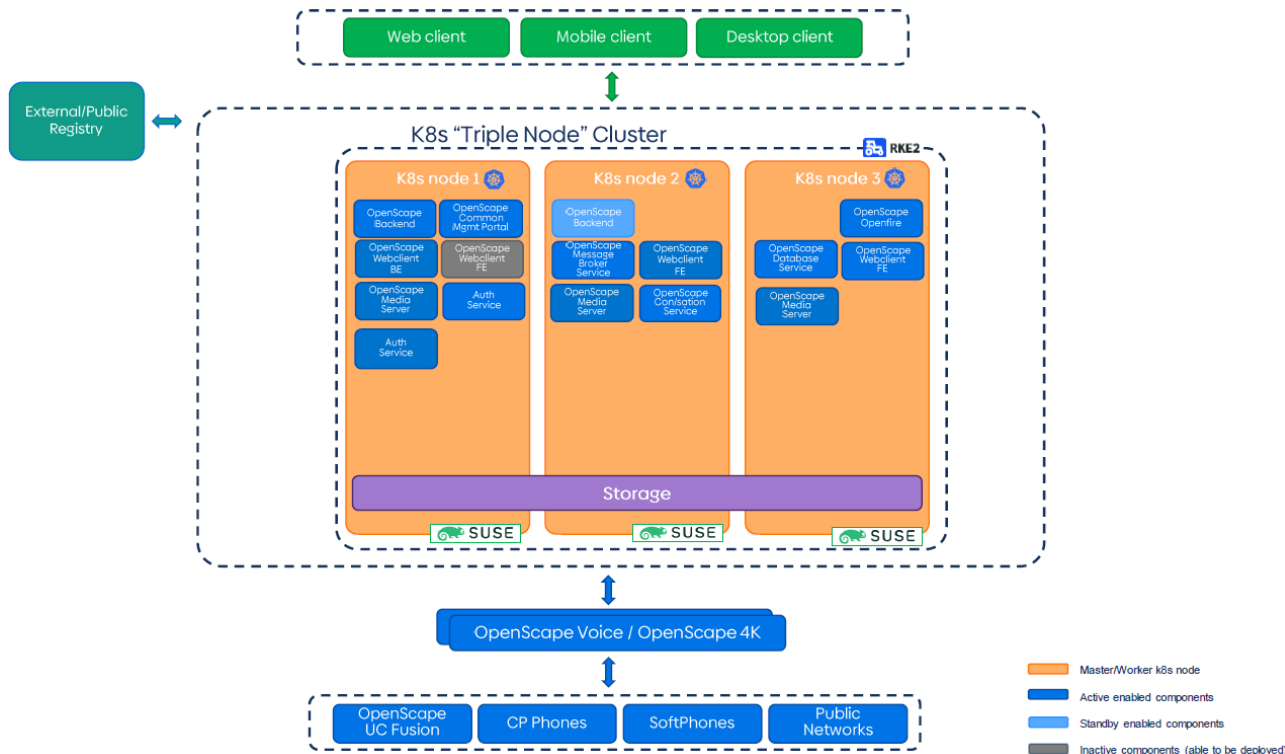 Web client
Mobile client
Desktop client
External/Public
Registry
K8s “Triple Node” Cluster
RKE2
K8s node 1
K8s node 2
K8s node 3
OpenScape
Backend
OpenScape
Common
Mgmt Portal
OpenScape
Webclient
BE
OpenScape
Webclient
FE
OpenScape
Media
Server
Auth
Service
Auth
Service
OpenScape
Backend
OpenScape
Message
Broker
Service
OpenScape
Webclient
FE
OpenScape
Media
Server
OpenScape
Con/sation
Service
OpenScape
Openfire
OpenScape
Database
Service
OpenScape
Webclient
FE
OpenScape
Media
Server
Storage
SUSE
SUSE
SUSE
OpenScape Voice / OpenScape 4K
OpenScape
UC Fusion
CP Phones
SoftPhones
Public
Networks
Master/Worker k8s node
Active enabled components
Standby enabled components
Inactive components (able to be deployed